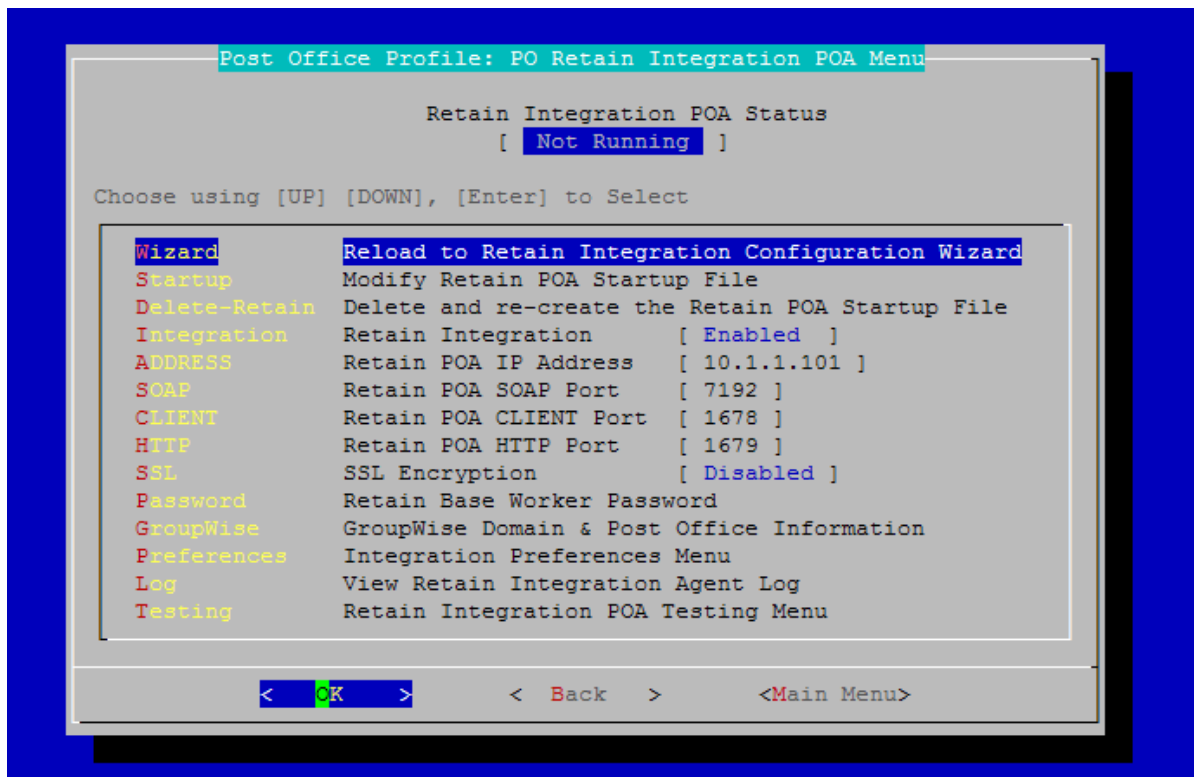 Post Office Profile: PO Retain Integration POA Menu
Retain Integration POA Status
[ Not Running ]
Choose using [UP] [DOWN], [Enter] to Select
Wizard Reload to Retain Integration Configuration Wizard
Startup Modify Retain POA Startup File
Delete-Retain Delete and re-create the Retain POA Startup File
Integration Retain Integration [ Enabled ]
ADDRESS Retain POA IP Address [ 10.1.1.101 ]
SOAP Retain POA SOAP Port [ 7192 ]
CLIENT Retain POA CLIENT Port [ 1678 ]
HTTP Retain POA HTTP Port [ 1679 ]
SSL SSL Encryption [ Disabled ]
Password Retain Base Worker Password
GroupWise GroupWise Domain & Post Office Information
Preferences Integration Preferences Menu
Log View Retain Integration Agent Log
Testing Retain Integration POA Testing Menu
< OK > < Back > <Main Menu>